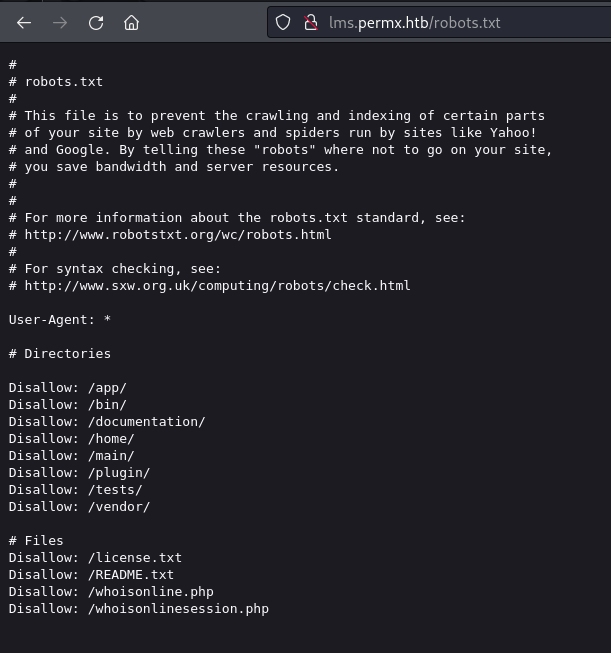 lms.permx.htb/robots.txt
#
# robots.txt
#
# This file is to prevent the crawling and indexing of certain parts
# of your site by web crawlers and spiders run by sites like Yahoo!
# and Google. By telling these "robots" where not to go on your site,
# you save bandwidth and server resources.
#
#
# For more information about the robots.txt standard, see:
# http://www.robotstxt.org/wc/robots.html
#
# For syntax checking, see:
# http://www.sxw.org.uk/computing/robots/check.html

User-Agent: *

# Directories

Disallow: /app/
Disallow: /bin/
Disallow: /documentation/
Disallow: /home/
Disallow: /main/
Disallow: /plugin/
Disallow: /tests/
Disallow: /vendor/

# Files
Disallow: /license.txt
Disallow: /README.txt
Disallow: /whoisonline.php
Disallow: /whoisonlinesession.php